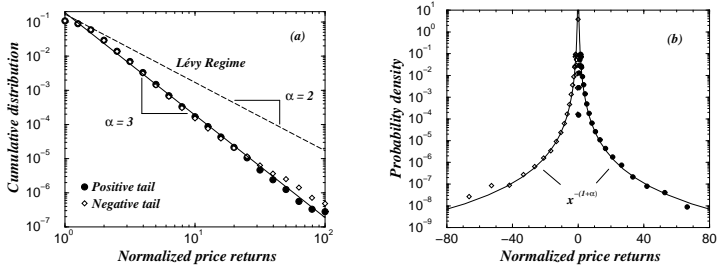 10^-1
10^-2
10^-3
10^-4
10^-5
10^-6
10^-7
10^0
10^1
10^2
Cumulative distribution
Normalized price returns
(a)
Lévy Regime
α = 2
α = 3
Positive tail
Negative tail
10^1
10^0
10^-1
10^-2
10^-3
10^-4
10^-5
10^-6
10^-7
10^-8
10^-9
-80
-40
0
40
80
Probability density
Normalized price returns
(b)
x^-(1+α)